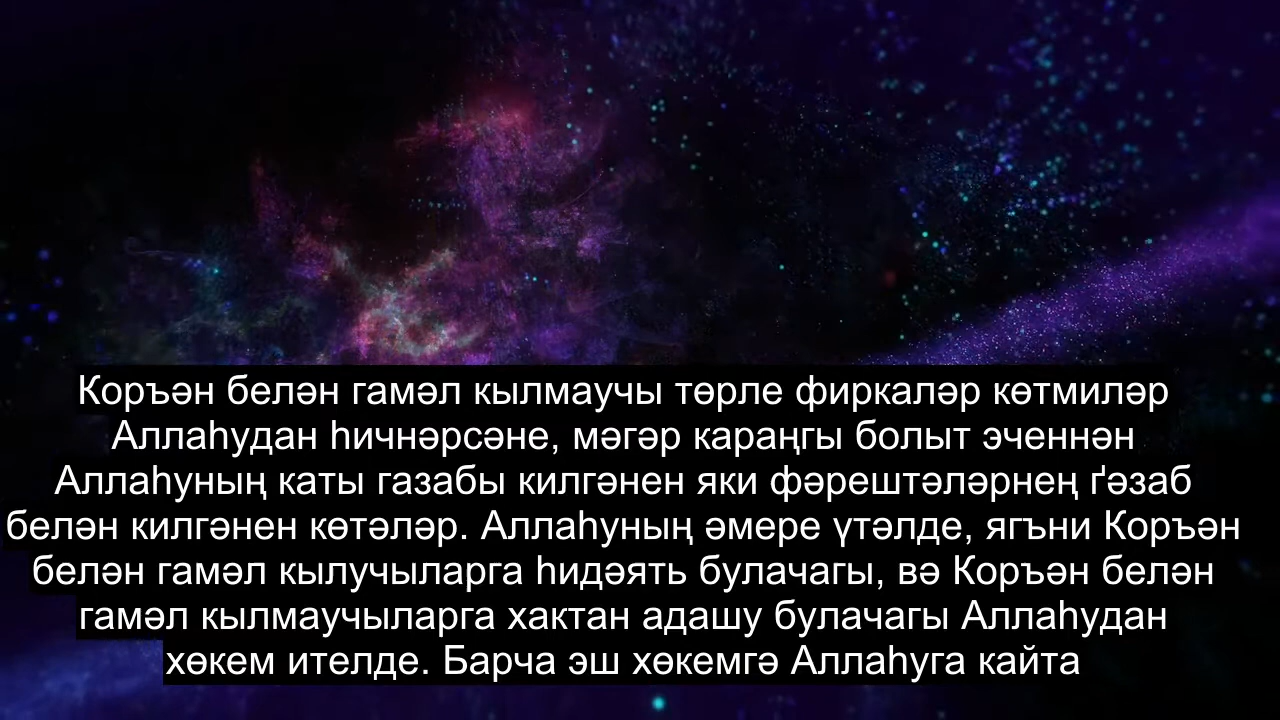 Коръән белән гамәл кылмаучы төрле фиркаләр көтмиләр
Аллаһудан һичнәрсәне, мәгәр караңгы болыт эченнән
Аллаһуның каты газабы килгәнен яки фәрештәләрнең ґәзаб
белән килгәнен көтәләр. Аллаһуның әмере үтәлде, ягъни Коръән
белән гамәл кылучыларга һидәять булачагы, вә Коръән белән
гамәл кылмаучыларга хактан адашу булачагы Аллаһудан
хөкем ителде. Барча эш хөкемгә Аллаһуга кайта